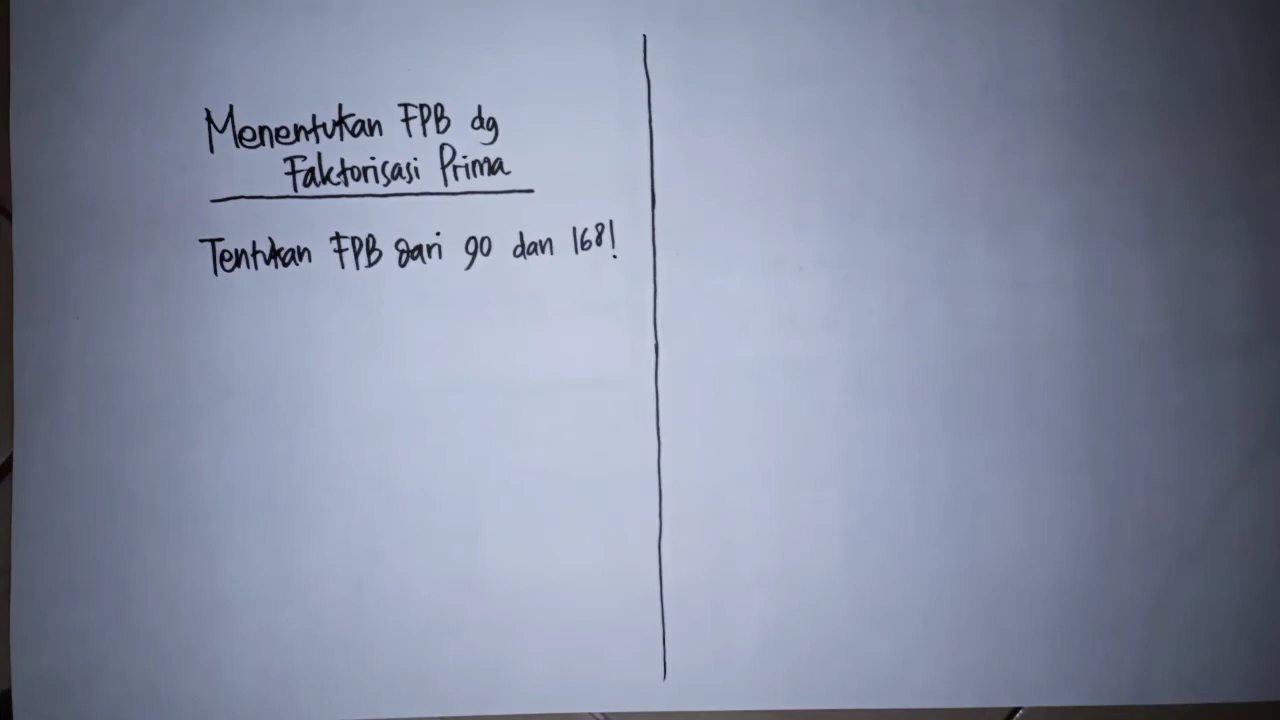 Menentukan FPB dg
Faktorisasi Prima
Tentukan FPB dari 90 dan 168!